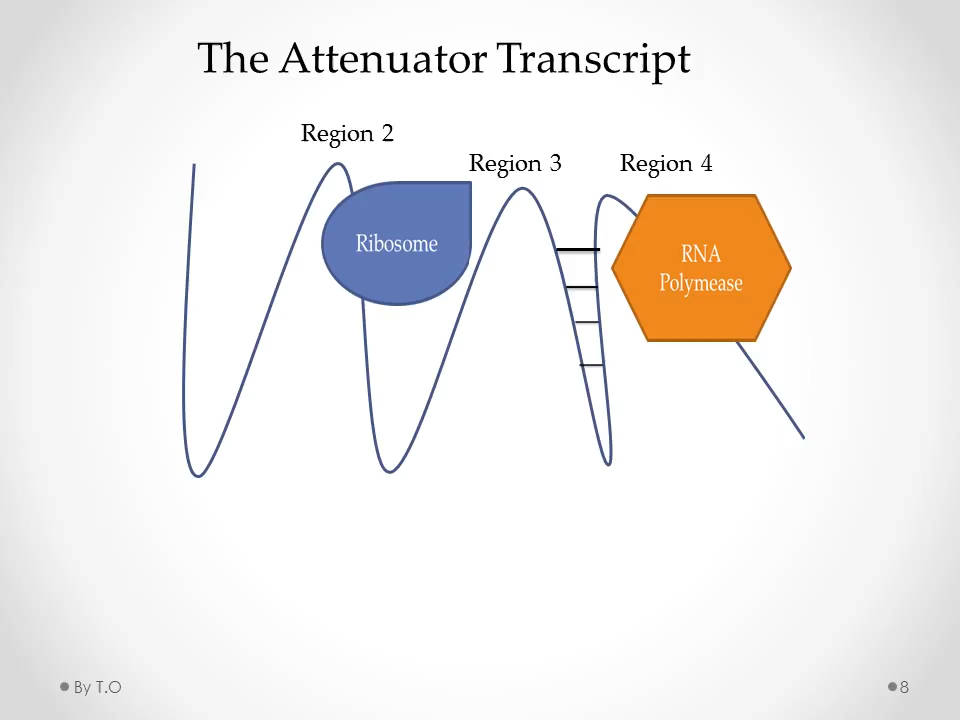 The Attenuator Transcript
Region 2
Region 3
Region 4
Ribosome
RNA
Polymease
By T.O
8